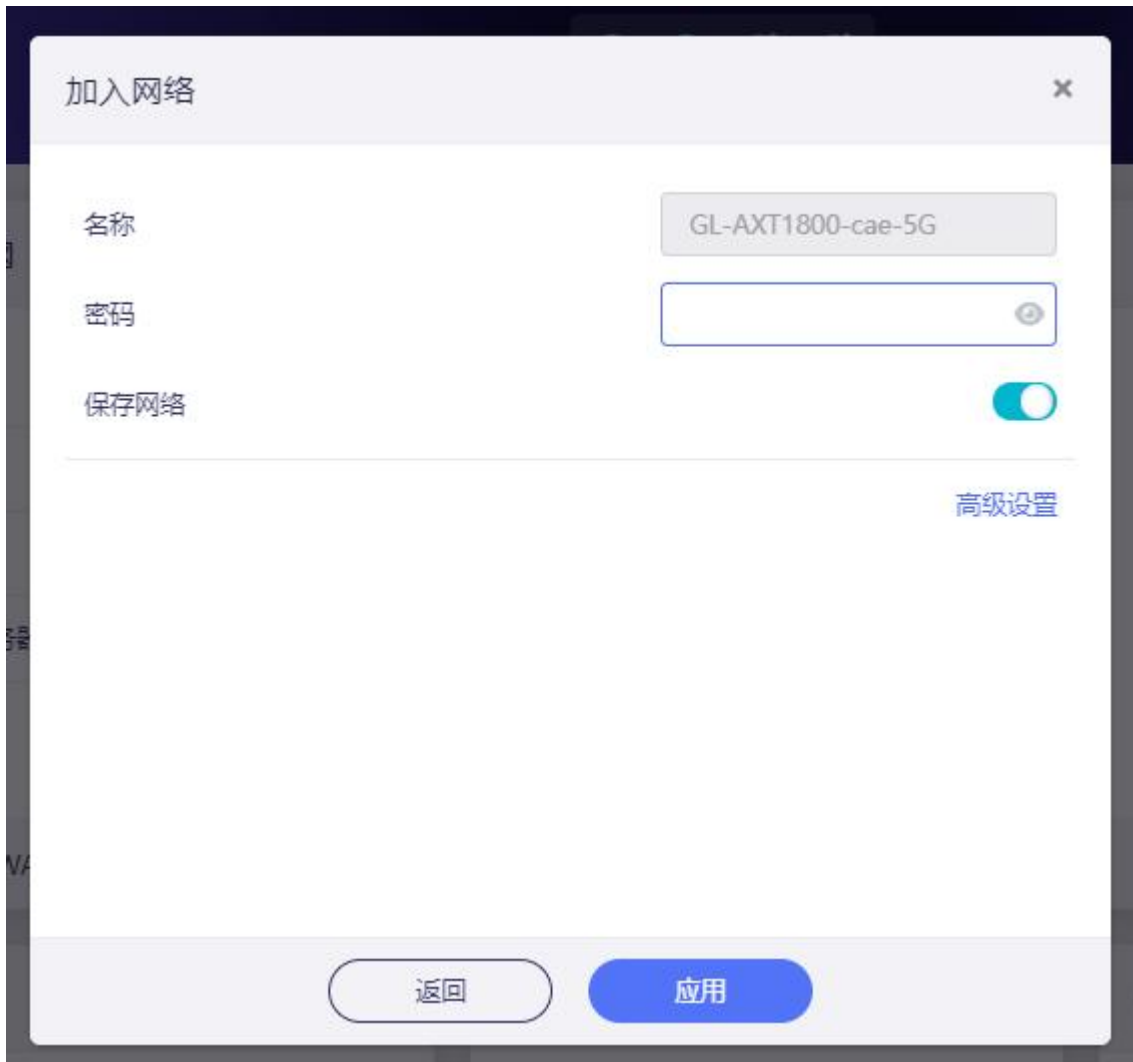 加入网络
×
名称
GL-AXT1800-cae-5G
密码
保存网络
高级设置
返回
应用